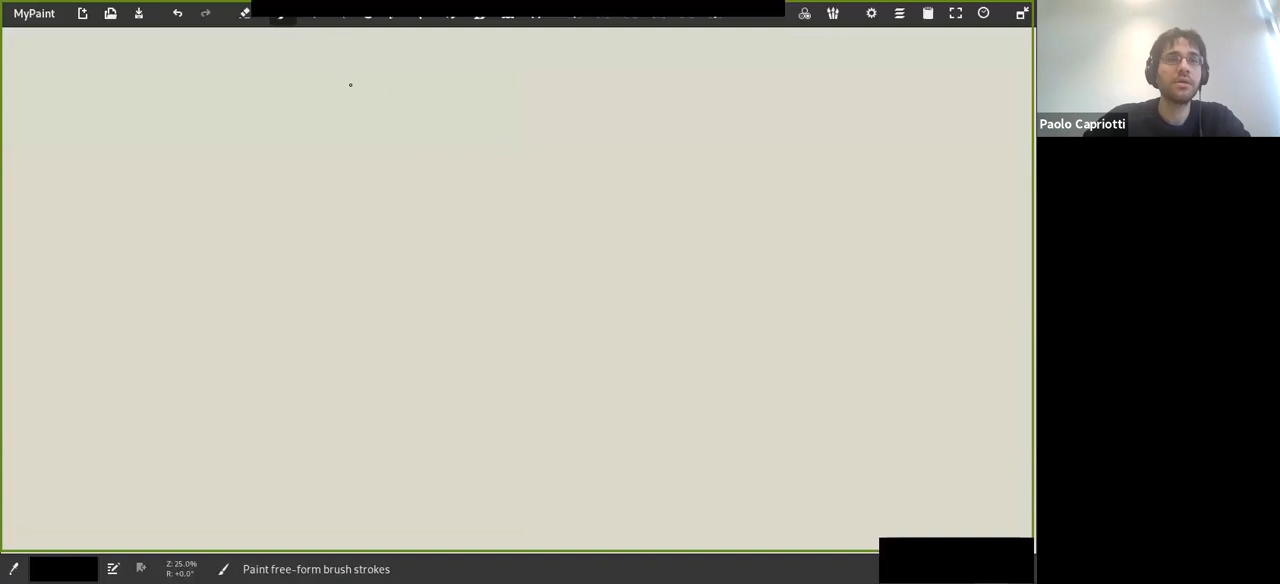 MyPaint
Paolo Capriotti
Z: 25.0%
R: +0.0°
Paint free-form brush strokes